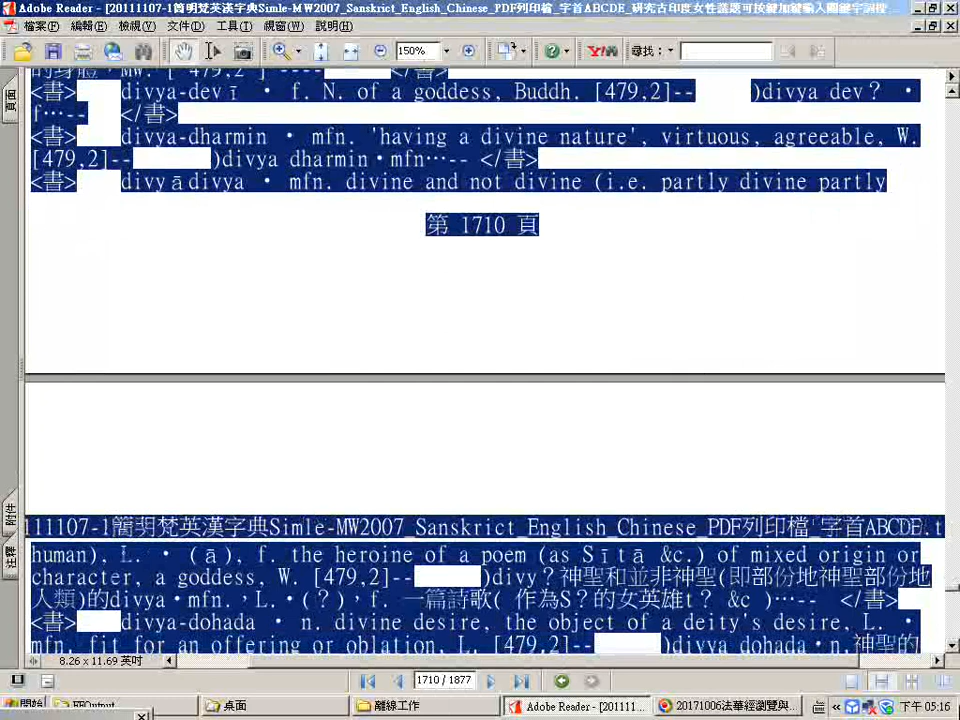 Adobe Reader - [20111107-1簡明梵英漢字典Simle-MW2007_Sanskrict_English_Chinese_PDF列印檔_字首ABCDE_研究古印度女性議題可按鍵加鍵輸入關鍵字詞搜
檔案(F) 編輯(E) 檢視(V) 文件(D) 工具(T) 視窗(W) 說明(H)
150% 尋找:
頁面
的身體，MW. [ 479,2 ] ---- </書>
<書> divya-devī • f. N. of a goddess, Buddh. [479,2]-- )divya dev？ •
f…-- </書>
<書> divya-dharmin • mfn. 'having a divine nature', virtuous, agreeable, W.
[479,2]-- )divya dharmin•mfn…-- </書>
<書> divyādivya • mfn. divine and not divine (i.e. partly divine partly
第 1710 頁
附件
注釋
111107-1簡明梵英漢字典Simle-MW2007_Sanskrict_English_Chinese_PDF列印檔_字首ABCDE.t
human), L. • (ā), f. the heroine of a poem (as Sītā &c.) of mixed origin or
character, a goddess, W. [479,2]-- )divy？神聖和並非神聖(即部份地神聖部份地
人類)的divya•mfn.，L.•(？)，f. 一篇詩歌( 作為S？的女英雄t？ &c )…-- </書>
<書> divya-dohada • n. divine desire, the object of a deity's desire, L. •
mfn. fit for an offering or oblation, L. [479,2]-- )divya dohada•n,神聖的
8.26 x 11.69 英吋
1710 / 1877
開始 FFOutput 桌面 離線工作 Adobe Reader - [201111... 20171006法華經瀏覽與... 下午 05:16